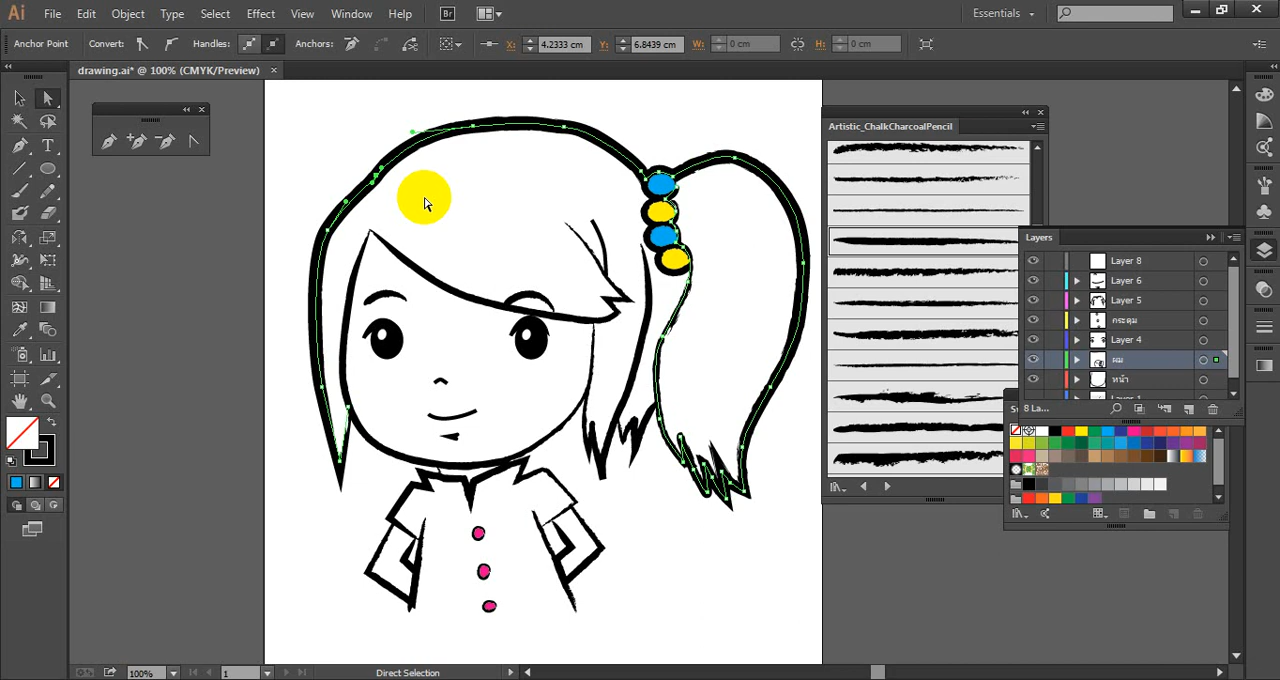 Ai File Edit Object Type Select Effect View Window Help Br Essentials
Anchor Point Convert: Handles: Anchors: X: 4.2333 cm Y: 6.8439 cm W: 0 cm H: 0 cm
drawing.ai* @ 100% (CMYK/Preview)
Artistic_ChalkCharcoalPencil
Layers
Layer 8
Layer 6
Layer 5
กระดุม
Layer 4
ผม
หน้า
8 La...
100% 1 Direct Selection